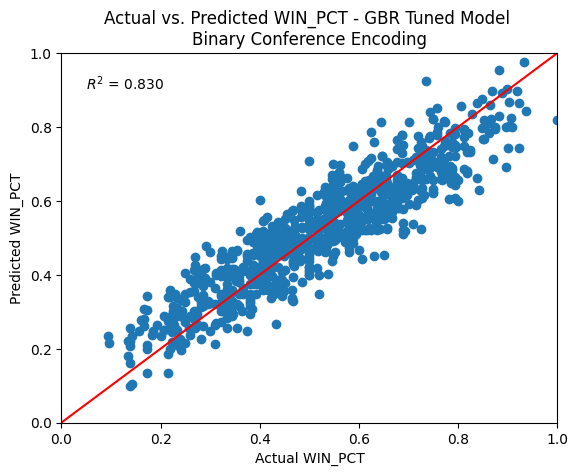 Actual vs. Predicted WIN_PCT - GBR Tuned Model
Binary Conference Encoding
1.0
R² = 0.830
0.8
0.6
0.4
0.2
0.0
Predicted WIN_PCT
0.0 0.2 0.4 0.6 0.8 1.0
Actual WIN_PCT